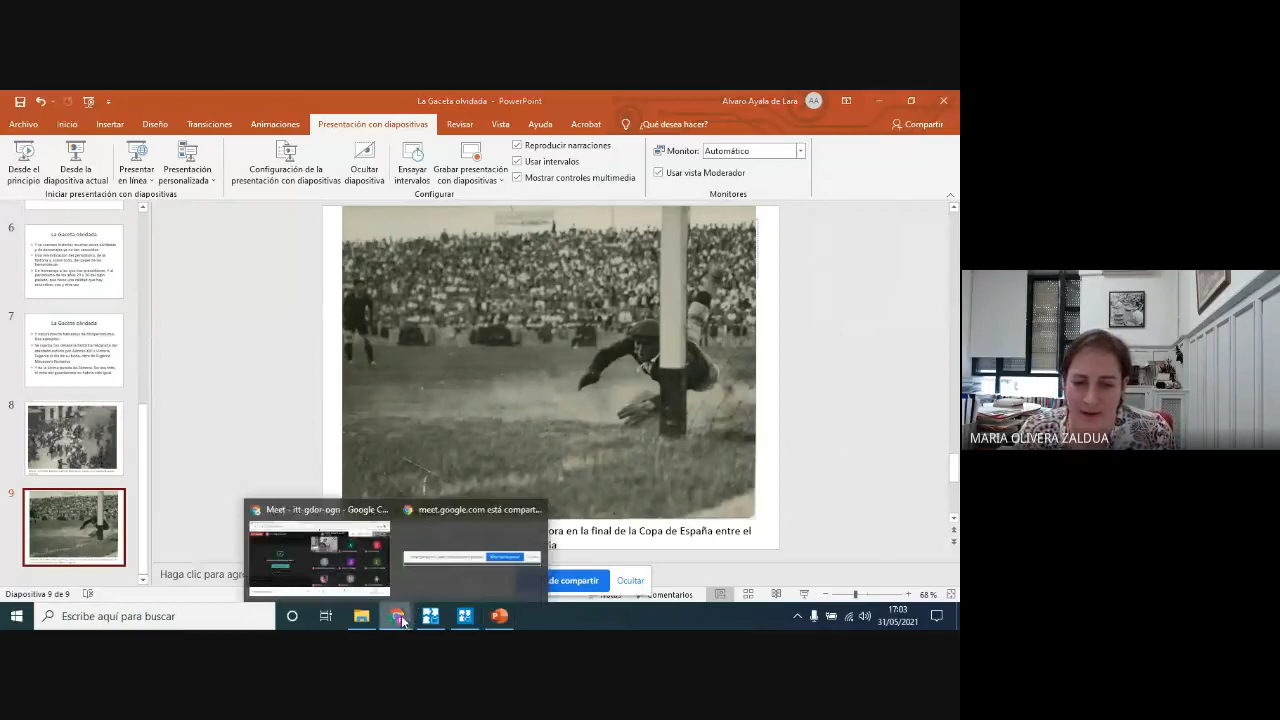 La Gaceta olvidada - PowerPoint
Alvaro Ayala de Lara
AA
Archivo Inicio Insertar Diseño Transiciones Animaciones Presentación con diapositivas Revisar Vista Ayuda Acrobat ¿Qué desea hacer? Compartir
Desde el principio
Desde la diapositiva actual
Presentar en línea
Presentación personalizada
Iniciar presentación con diapositivas
Configuración de la presentación con diapositivas
Ocultar diapositiva
Ensayar intervalos
Grabar presentación con diapositivas
Reproducir narraciones
Usar intervalos
Mostrar controles multimedia
Configurar
Monitor: Automático
Usar vista Moderador
Monitores
6
La Gaceta olvidada
7
La Gaceta olvidada
8
9
ora en la final de la Copa de España entre el
Haga clic para agre
Meet - itt-gdor-ogn - Google C...
meet.google.com está compart...
de compartir
Ocultar
Diapositiva 9 de 9
Comentarios
68 %
Escribe aquí para buscar
17:03
31/05/2021
MARIA OLIVERA ZALDUA